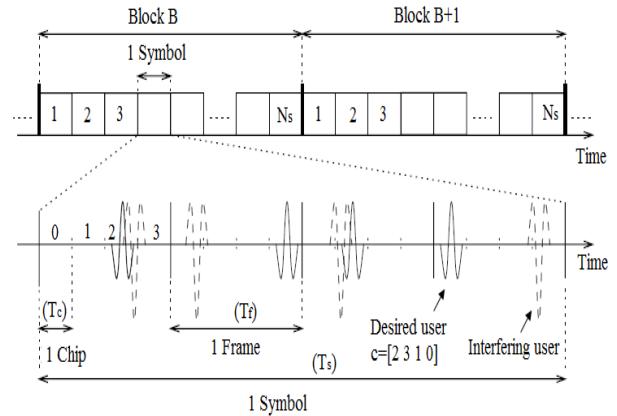 Block B
Block B+1
1 Symbol
1 2 3 Ns 1 2 3 Ns
Time
0 1 2 3
Time
(Tc)
(Tf)
1 Chip
1 Frame
Desired user
c=[2 3 1 0]
Interfering user
(Ts)
1 Symbol